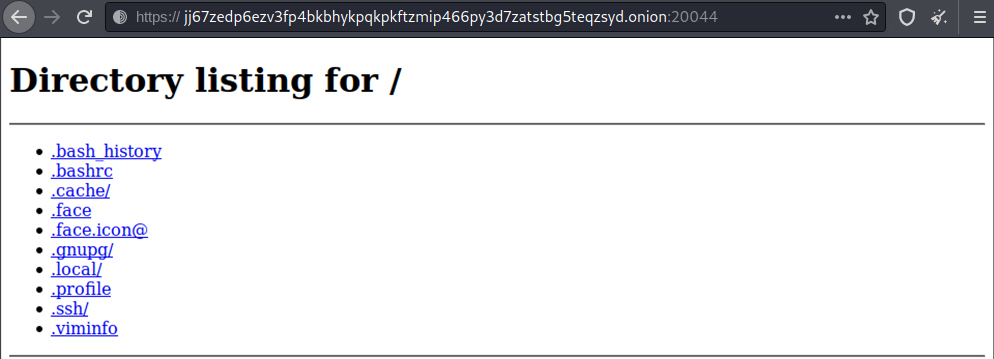 https://jj67zedp6ezv3fp4bkbhykpqkpkftzmip466py3d7zatstbg5teqzsyd.onion:20044
Directory listing for /
.bash_history
.bashrc
.cache/
.face
.face.icon@
.gnupg/
.local/
.profile
.ssh/
.viminfo